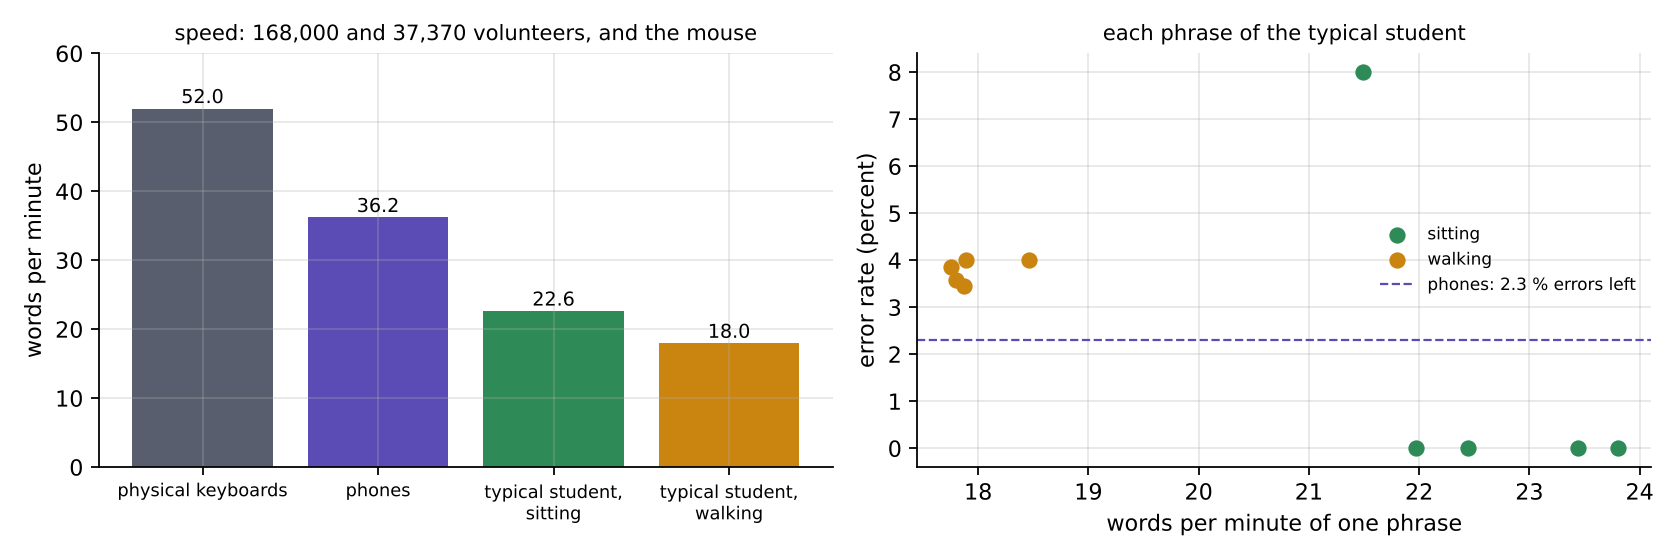 speed: 168,000 and 37,370 volunteers, and the mouse
words per minute
60
50
40
30
20
10
0
52.0
36.2
22.6
18.0
physical keyboards
phones
typical student,
sitting
typical student,
walking
each phrase of the typical student
error rate (percent)
8
7
6
5
4
3
2
1
0
sitting
walking
phones: 2.3 % errors left
18
19
20
21
22
23
24
words per minute of one phrase